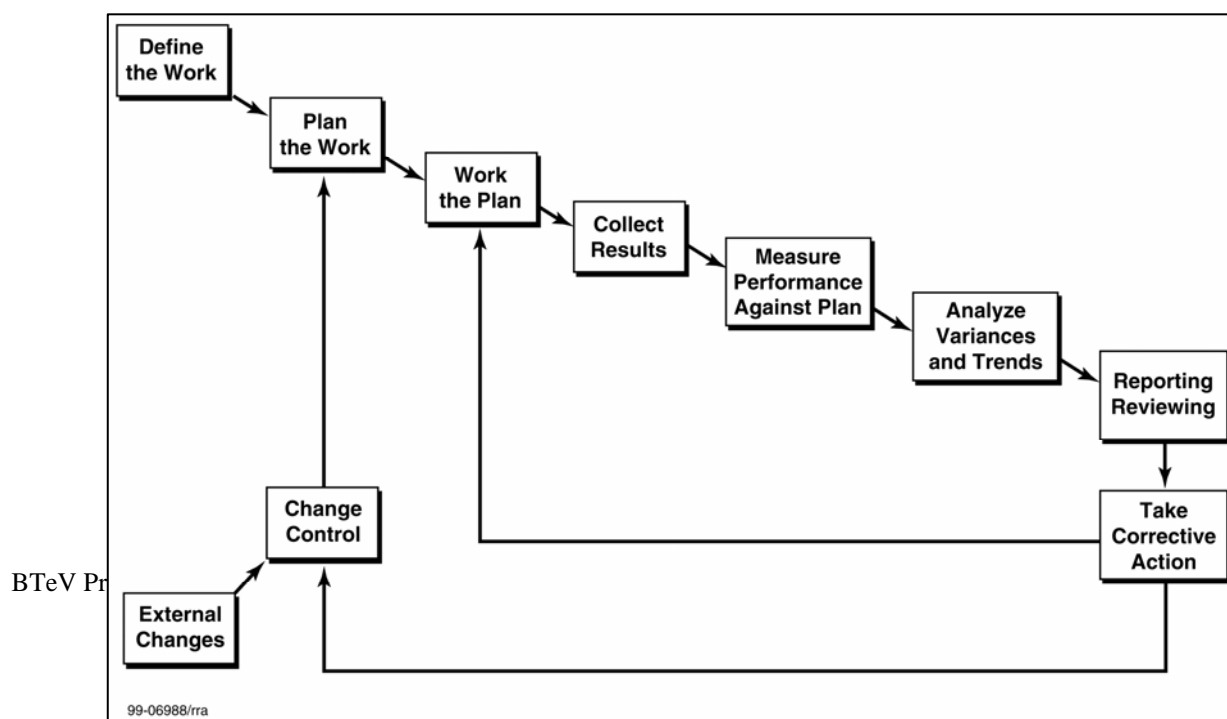 Define
the Work
Plan
the Work
Work
the Plan
Collect
Results
Measure
Performance
Against Plan
Analyze
Variances
and Trends
Reporting
Reviewing
Take
Corrective
Action
Change
Control
External
Changes
BTeV Pr
99-06988/rra